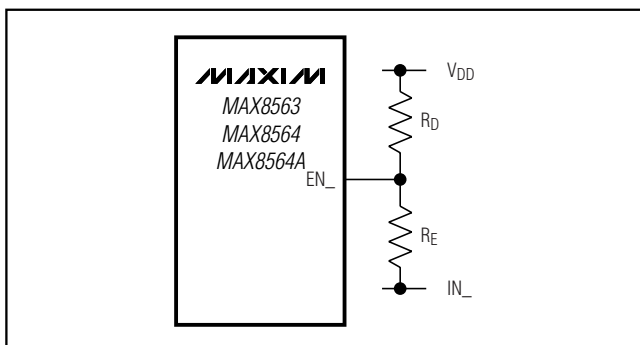 MAXIM
MAX8563
MAX8564
MAX8564A
EN_
VDD
RD
RE
IN_